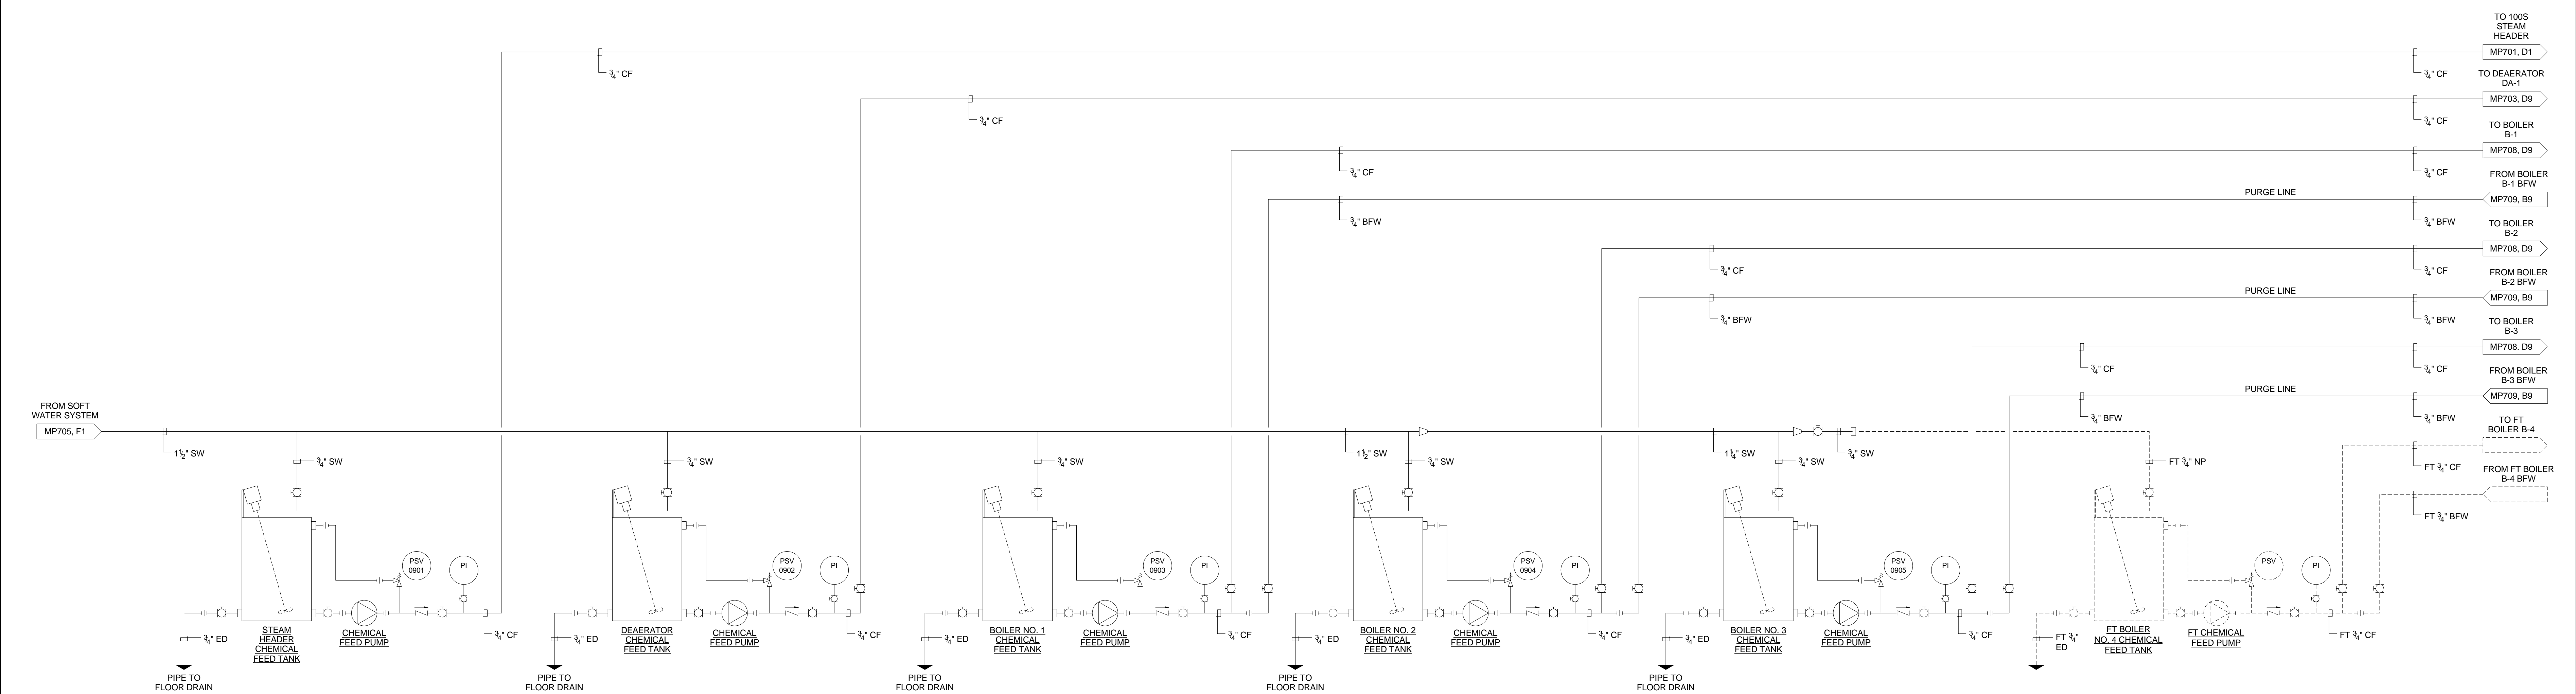 TO 100S
STEAM
HEADER
MP701, D1
¾" CF
¾" CF
TO DEAERATOR
DA-1
MP703, D9
¾" CF
¾" CF
TO BOILER
B-1
MP708, D9
¾" CF
¾" CF
FROM BOILER
B-1 BFW
PURGE LINE
MP709, B9
¾" BFW
¾" BFW
TO BOILER
B-2
MP708, D9
¾" CF
¾" CF
FROM BOILER
B-2 BFW
PURGE LINE
MP709, B9
¾" BFW
¾" BFW
TO BOILER
B-3
MP708. D9
¾" CF
¾" CF
FROM BOILER
B-3 BFW
PURGE LINE
MP709, B9
¾" BFW
¾" BFW
TO FT
BOILER B-4
FT ¾" CF
FROM FT BOILER
B-4 BFW
FT ¾" BFW
FROM SOFT
WATER SYSTEM
MP705, F1
1½" SW
¾" SW
¾" SW
¾" SW
1½" SW
¾" SW
1¼" SW
¾" SW
¾" SW
FT ¾" NP
PSV
0901
PI
STEAM
HEADER
CHEMICAL
FEED TANK
CHEMICAL
FEED PUMP
¾" CF
¾" ED
PIPE TO
FLOOR DRAIN
PSV
0902
PI
DEAERATOR
CHEMICAL
FEED TANK
CHEMICAL
FEED PUMP
¾" CF
¾" ED
PIPE TO
FLOOR DRAIN
PSV
0903
PI
BOILER NO. 1
CHEMICAL
FEED TANK
CHEMICAL
FEED PUMP
¾" CF
¾" ED
PIPE TO
FLOOR DRAIN
PSV
0904
PI
BOILER NO. 2
CHEMICAL
FEED TANK
CHEMICAL
FEED PUMP
¾" CF
¾" ED
PIPE TO
FLOOR DRAIN
PSV
0905
PI
BOILER NO. 3
CHEMICAL
FEED TANK
CHEMICAL
FEED PUMP
¾" CF
¾" ED
PIPE TO
FLOOR DRAIN
PSV
PI
FT BOILER
NO. 4 CHEMICAL
FEED TANK
FT CHEMICAL
FEED PUMP
FT ¾" CF
FT ¾"
ED